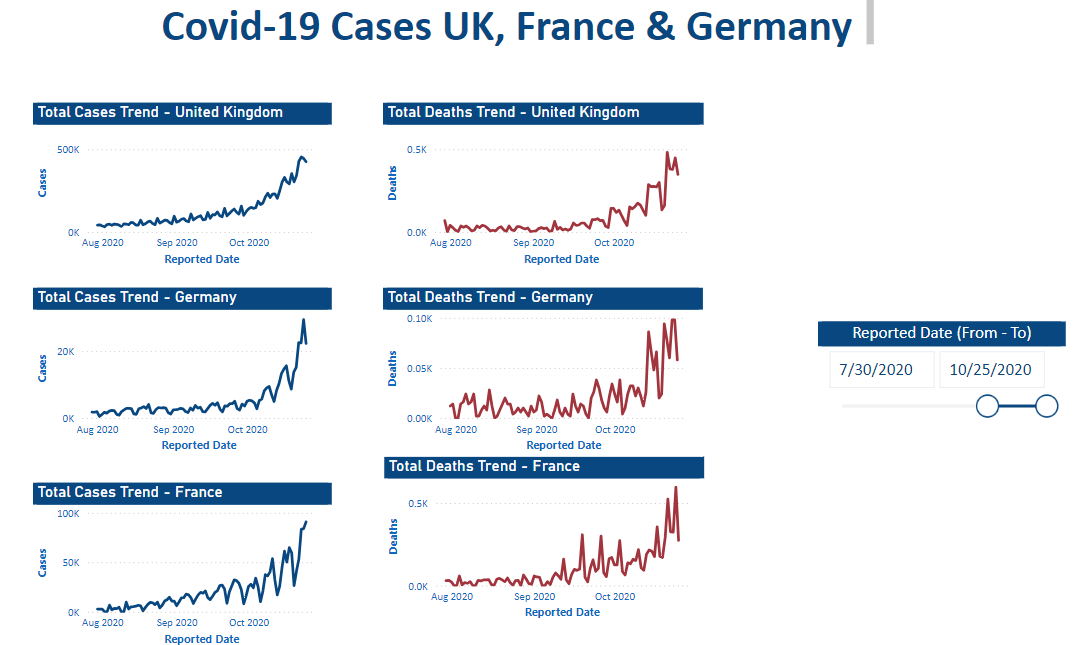 Covid-19 Cases UK, France & Germany
Total Cases Trend - United Kingdom
500K
0K
Cases
Aug 2020 Sep 2020 Oct 2020
Reported Date
Total Deaths Trend - United Kingdom
0.5K
0.0K
Deaths
Aug 2020 Sep 2020 Oct 2020
Reported Date
Total Cases Trend - Germany
20K
0K
Cases
Aug 2020 Sep 2020 Oct 2020
Reported Date
Total Deaths Trend - Germany
0.10K
0.05K
0.00K
Deaths
Aug 2020 Sep 2020 Oct 2020
Reported Date
Total Cases Trend - France
100K
50K
0K
Cases
Aug 2020 Sep 2020 Oct 2020
Reported Date
Total Deaths Trend - France
0.5K
0.0K
Deaths
Aug 2020 Sep 2020 Oct 2020
Reported Date
Reported Date (From - To)
7/30/2020 10/25/2020